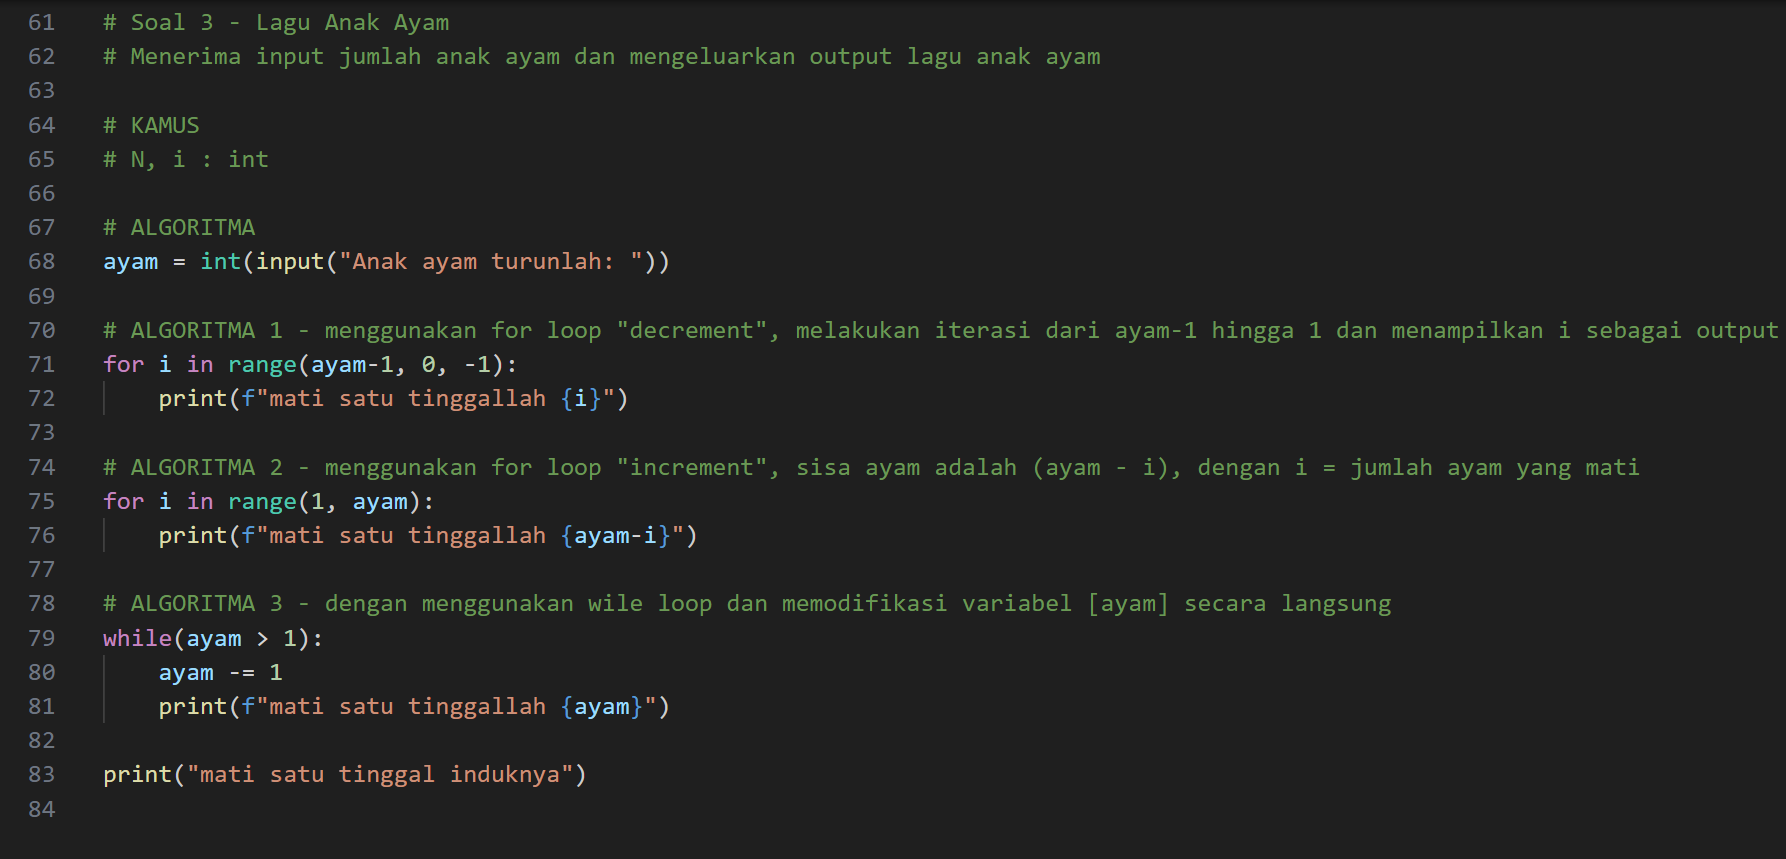 61 # Soal 3 - Lagu Anak Ayam
62 # Menerima input jumlah anak ayam dan mengeluarkan output lagu anak ayam
63
64 # KAMUS
65 # N, i : int
66
67 # ALGORITMA
68 ayam = int(input("Anak ayam turunlah: "))
69
70 # ALGORITMA 1 - menggunakan for loop "decrement", melakukan iterasi dari ayam-1 hingga 1 dan menampilkan i sebagai output
71 for i in range(ayam-1, 0, -1):
72     print(f"mati satu tinggallah {i}")
73
74 # ALGORITMA 2 - menggunakan for loop "increment", sisa ayam adalah (ayam - i), dengan i = jumlah ayam yang mati
75 for i in range(1, ayam):
76     print(f"mati satu tinggallah {ayam-i}")
77
78 # ALGORITMA 3 - dengan menggunakan wile loop dan memodifikasi variabel [ayam] secara langsung
79 while(ayam > 1):
80     ayam -= 1
81     print(f"mati satu tinggallah {ayam}")
82
83 print("mati satu tinggal induknya")
84